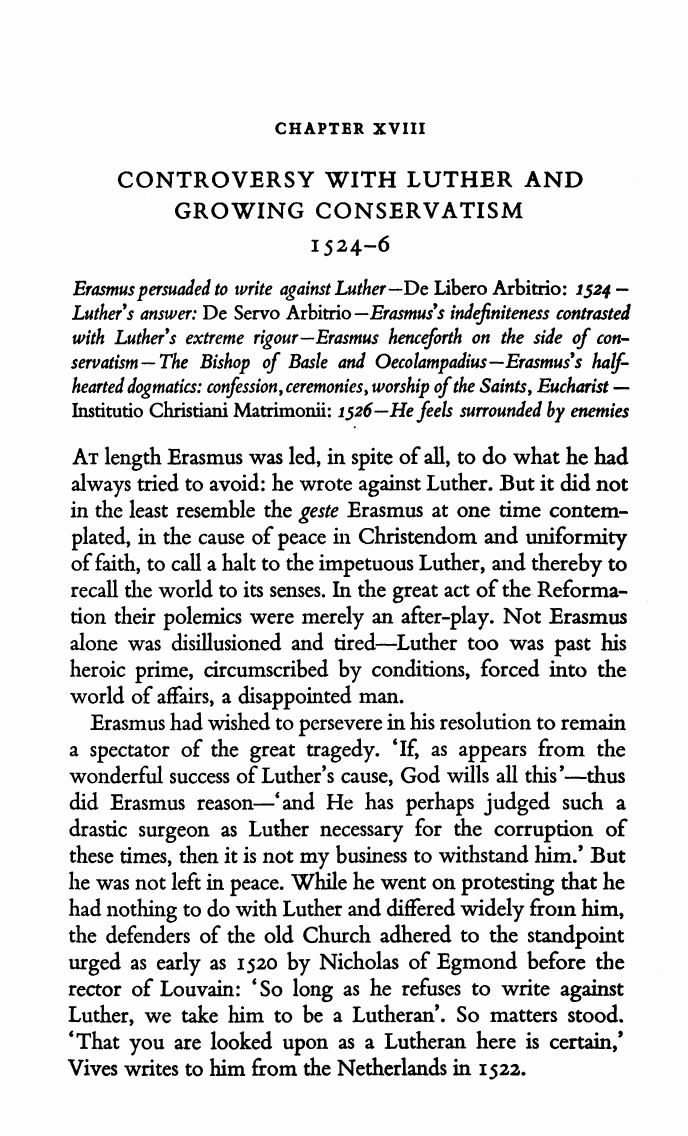 CHAPTER XVIII
CONTROVERSY WITH LUTHER AND
GROWING CONSERVATISM
1524–6
Erasmus persuaded to write against Luther—De Libero Arbitrio: 1524 —
Luther's answer: De Servo Arbitrio—Erasmus's indefiniteness contrasted
with Luther's extreme rigour—Erasmus henceforth on the side of con-
servatism—The Bishop of Basle and Oecolampadius—Erasmus's half-
hearted dogmatics: confession, ceremonies, worship of the Saints, Eucharist —
Institutio Christiani Matrimonii: 1526—He feels surrounded by enemies
AT length Erasmus was led, in spite of all, to do what he had
always tried to avoid: he wrote against Luther. But it did not
in the least resemble the geste Erasmus at one time contem-
plated, in the cause of peace in Christendom and uniformity
of faith, to call a halt to the impetuous Luther, and thereby to
recall the world to its senses. In the great act of the Reforma-
tion their polemics were merely an after-play. Not Erasmus
alone was disillusioned and tired—Luther too was past his
heroic prime, circumscribed by conditions, forced into the
world of affairs, a disappointed man.
Erasmus had wished to persevere in his resolution to remain
a spectator of the great tragedy. ‘If, as appears from the
wonderful success of Luther's cause, God wills all this’—thus
did Erasmus reason—‘and He has perhaps judged such a
drastic surgeon as Luther necessary for the corruption of
these times, then it is not my business to withstand him.’ But
he was not left in peace. While he went on protesting that he
had nothing to do with Luther and differed widely from him,
the defenders of the old Church adhered to the standpoint
urged as early as 1520 by Nicholas of Egmond before the
rector of Louvain: ‘So long as he refuses to write against
Luther, we take him to be a Lutheran’. So matters stood.
‘That you are looked upon as a Lutheran here is certain,’
Vives writes to him from the Netherlands in 1522.